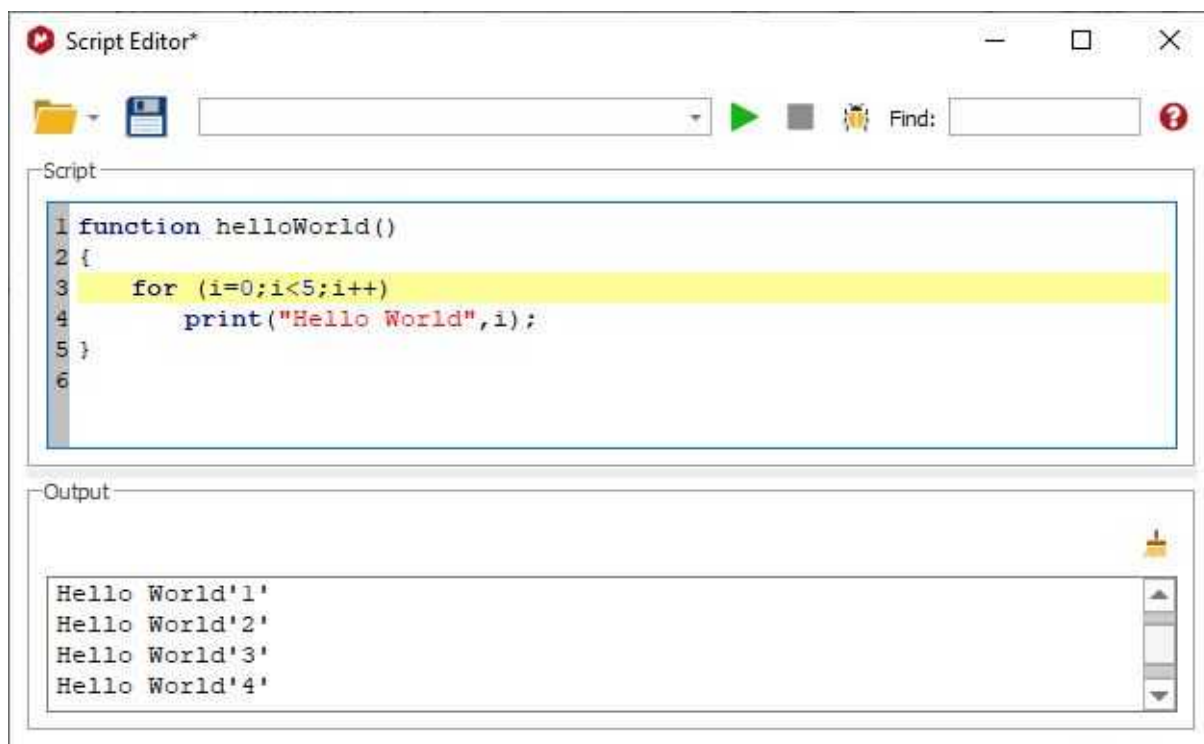 Script Editor*
Find:
Script
1 function helloWorld()
2 {
3 for (i=0;i<5;i++)
4 print("Hello World",i);
5 }
6
Output
Hello World'1'
Hello World'2'
Hello World'3'
Hello World'4'